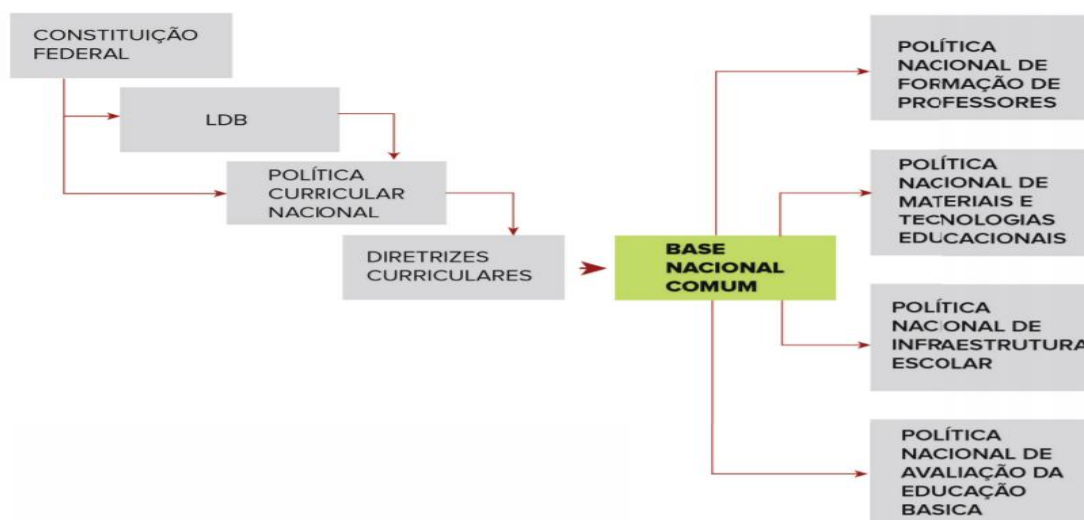 CONSTITUIÇÃO
FEDERAL
LDB
POLÍTICA
CURRICULAR
NACIONAL
DIRETRIZES
CURRICULARES
BASE
NACIONAL
COMUM
POLÍTICA
NACIONAL DE
FORMAÇÃO DE
PROFESSORES
POLÍTICA
NACIONAL DE
MATERIAIS E
TECNOLOGIAS
EDUCACIONAIS
POLÍTICA
NACIONAL DE
INFRAESTRUTURA
ESCOLAR
POLÍTICA
NACIONAL DE
AVALIAÇÃO DA
EDUCAÇÃO
BASICA